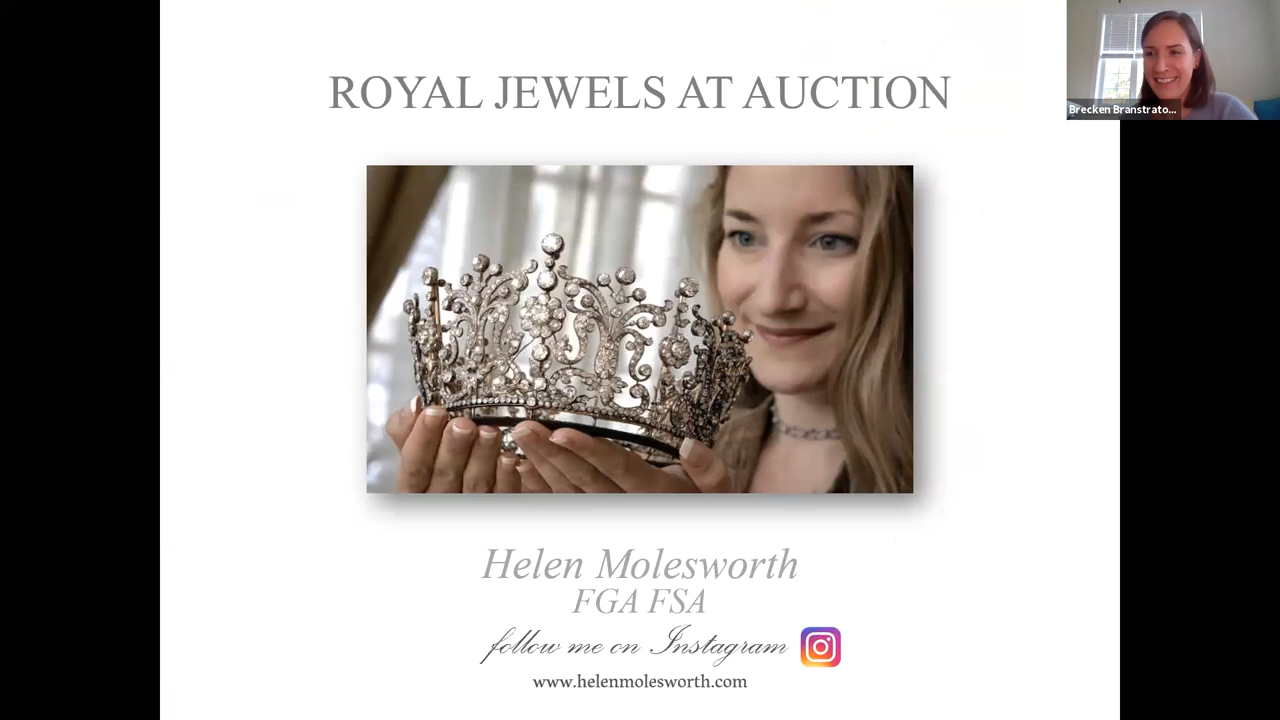 ROYAL JEWELS AT AUCTION
Brecken Branstrato...
Helen Molesworth
FGA FSA
follow me on Instagram
www.helenmolesworth.com